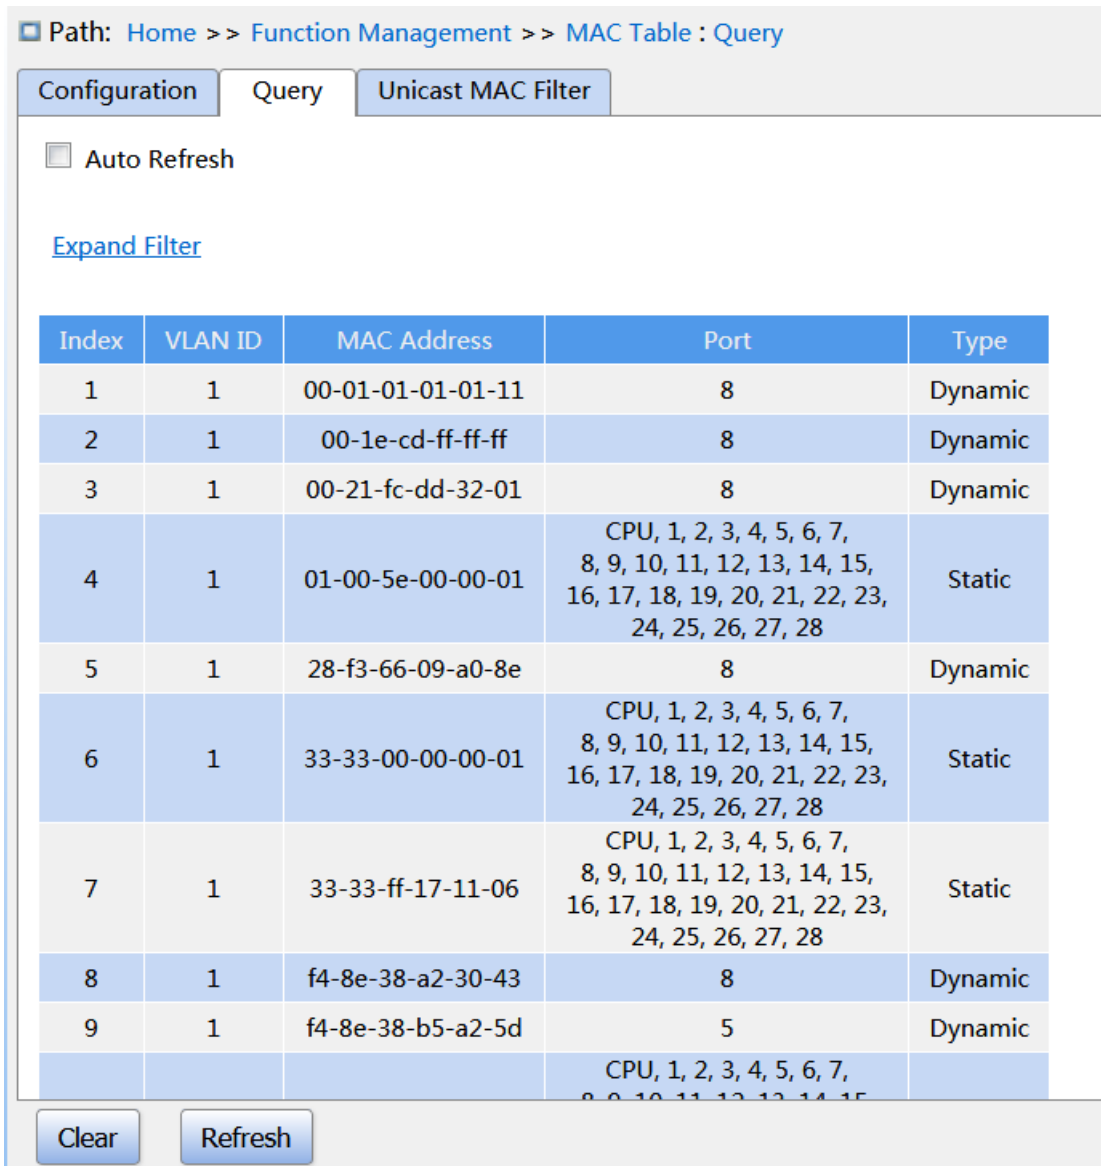 Path: Home >> Function Management >> MAC Table : Query
Configuration Query Unicast MAC Filter
Auto Refresh
Expand Filter
Index VLAN ID MAC Address Port Type
1 1 00-01-01-01-01-11 8 Dynamic
2 1 00-1e-cd-ff-ff-ff 8 Dynamic
3 1 00-21-fc-dd-32-01 8 Dynamic
CPU, 1, 2, 3, 4, 5, 6, 7,
8, 9, 10, 11, 12, 13, 14, 15,
4 1 01-00-5e-00-00-01 Static
16, 17, 18, 19, 20, 21, 22, 23,
24, 25, 26, 27, 28
5 1 28-f3-66-09-a0-8e 8 Dynamic
CPU, 1, 2, 3, 4, 5, 6, 7,
8, 9, 10, 11, 12, 13, 14, 15,
6 1 33-33-00-00-00-01 Static
16, 17, 18, 19, 20, 21, 22, 23,
24, 25, 26, 27, 28
CPU, 1, 2, 3, 4, 5, 6, 7,
8, 9, 10, 11, 12, 13, 14, 15,
7 1 33-33-ff-17-11-06 Static
16, 17, 18, 19, 20, 21, 22, 23,
24, 25, 26, 27, 28
8 1 f4-8e-38-a2-30-43 8 Dynamic
9 1 f4-8e-38-b5-a2-5d 5 Dynamic
CPU, 1, 2, 3, 4, 5, 6, 7,
Clear Refresh